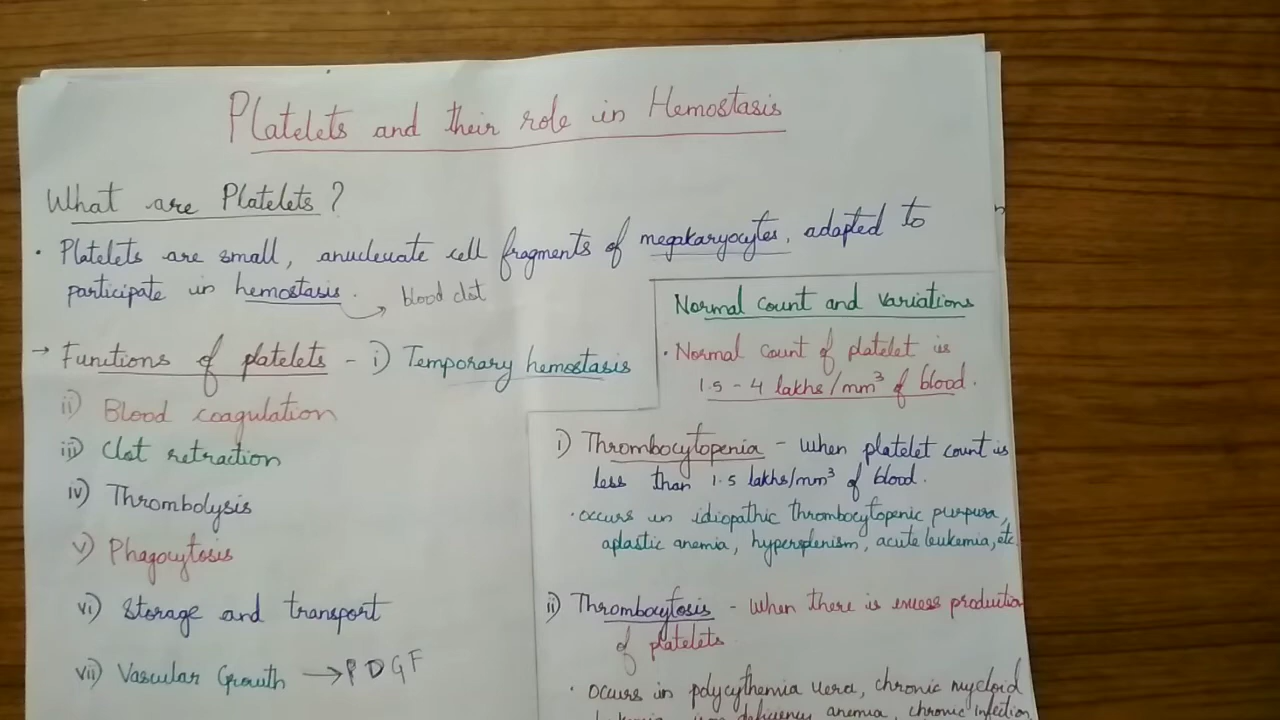 Platelets and their role in Hemostasis
What are Platelets?
· Platelets are small, anucleuate cell fragments of megakaryocytes, adapted to
participate in hemostasis. → blood clot
→ Functions of platelets - i) Temporary hemostasis
ii) Blood coagulation
iii) Clot retraction
iv) Thrombolysis
v) Phagocytosis
vi) Storage and transport
vii) Vascular Growth → PDGF
Normal count and variations
· Normal count of platelet is
1.5 - 4 lakhs/mm³ of blood.
i) Thrombocytopenia - when platelet count is
less than 1.5 lakhs/mm³ of blood.
· occurs in idiopathic thrombocytopenic purpura,
aplastic anemia, hypersplenism, acute leukemia, etc.
ii) Thrombocytosis - when there is excess production
of platelets
· occurs in polycythemia vera, chronic myeloid
deficiency anemia, chronic infection